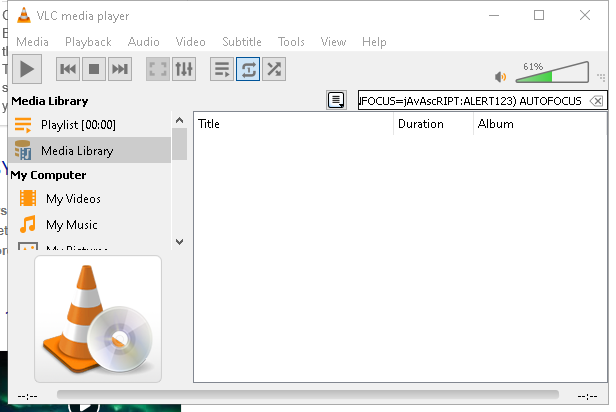 VLC media player
Media Playback Audio Video Subtitle Tools View Help
61%
Media Library
\FOCUS=jAvAscRIPT:ALERT123) AUTOFOCUS
Playlist [00:00]
Title Duration Album
Media Library
My Computer
My Videos
My Music
My Pictures
--:-- --:--